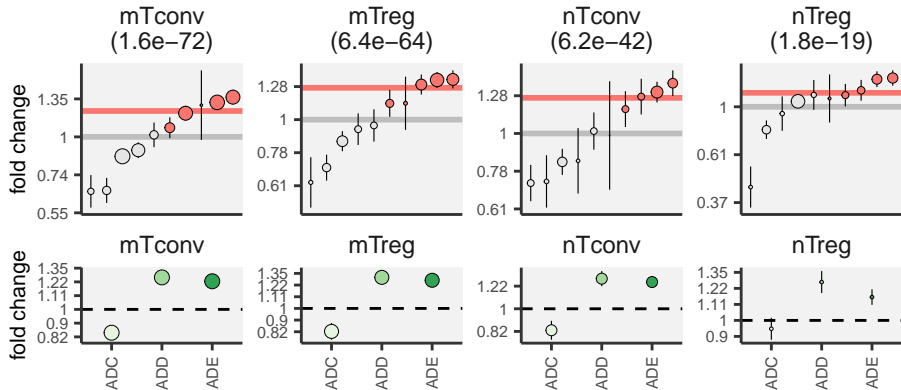 mTconv
(1.6e−72)
mTreg
(6.4e−64)
nTconv
(6.2e−42)
nTreg
(1.8e−19)
fold change
1.35
1
0.74
0.55
1.28
1
0.78
0.61
1.28
1
0.78
0.61
1
0.61
0.37
mTconv
mTreg
nTconv
nTreg
fold change
1.35
1.22
1.11
1
0.9
0.82
1.35
1.22
1.11
1
0.9
0.82
1.22
1
0.82
1.35
1.22
1.11
1
0.9
ADC
ADD
ADE
ADC
ADD
ADE
ADC
ADD
ADE
ADC
ADD
ADE